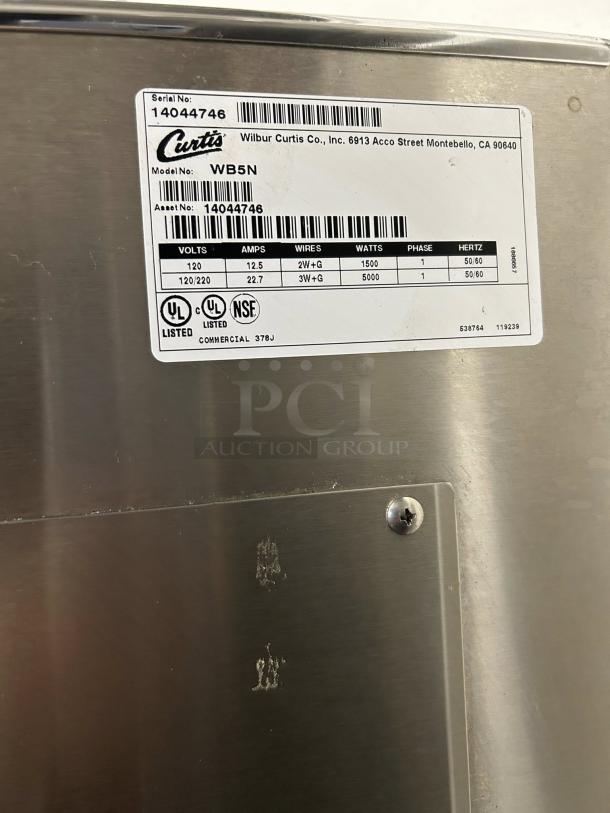 Serial No:
14044746
Curtis Wilbur Curtis Co., Inc. 6913 Acco Street Montebello, CA 90640
Model No: WB5N
Asset No: 14044746
VOLTS AMPS WIRES WATTS PHASE HERTZ
120 12.5 2W+G 1500 1 50/60
120/220 22.7 3W+G 5000 1 50/60
UL LISTED
C UL LISTED
NSF
COMMERCIAL 378J
538764 119239
PCI
AUCTION GROUP